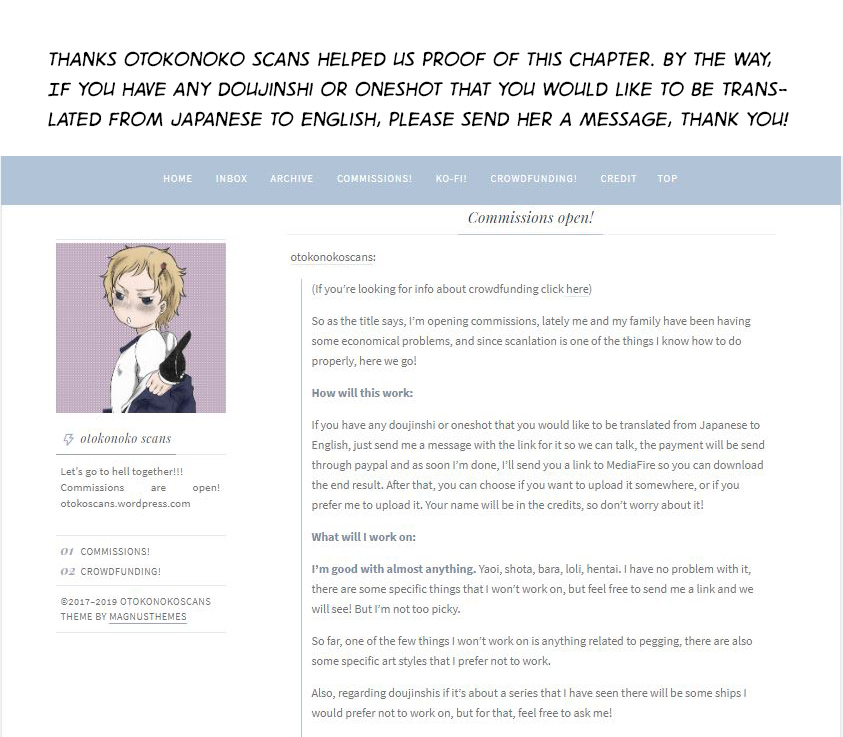 THANKS OTOKONOKO SCANS HELPED US PROOF OF THIS CHAPTER. BY THE WAY,
IF YOU HAVE ANY DOUJINSHI OR ONESHOT THAT YOU WOULD LIKE TO BE TRANS-
LATED FROM JAPANESE TO ENGLISH, PLEASE SEND HER A MESSAGE, THANK YOU!
HOME INBOX ARCHIVE COMMISSIONS! KO-FI! CROWDFUNDING! CREDIT TOP
otokonoko scans
Let's go to hell together!!!
Commissions are open!
otokoscans.wordpress.com
01 COMMISSIONS!
02 CROWDFUNDING!
©2017–2019 OTOKONOKOSCANS
THEME BY MAGNUSTHEMES
Commissions open!
otokonokoscans:
(If you're looking for info about crowdfunding click here)
So as the title says, I'm opening commissions, lately me and my family have been having
some economical problems, and since scanlation is one of the things I know how to do
properly, here we go!
How will this work:
If you have any doujinshi or oneshot that you would like to be translated from Japanese to
English, just send me a message with the link for it so we can talk, the payment will be send
through paypal and as soon I'm done, I'll send you a link to MediaFire so you can download
the end result. After that, you can choose if you want to upload it somewhere, or if you
prefer me to upload it. Your name will be in the credits, so don't worry about it!
What will I work on:
I'm good with almost anything. Yaoi, shota, bara, loli, hentai. I have no problem with it,
there are some specific things that I won't work on, but feel free to send me a link and we
will see! But I'm not too picky.
So far, one of the few things I won't work on is anything related to pegging, there are also
some specific art styles that I prefer not to work.
Also, regarding doujinshis if it's about a series that I have seen there will be some ships I
would prefer not to work on, but for that, feel free to ask me!